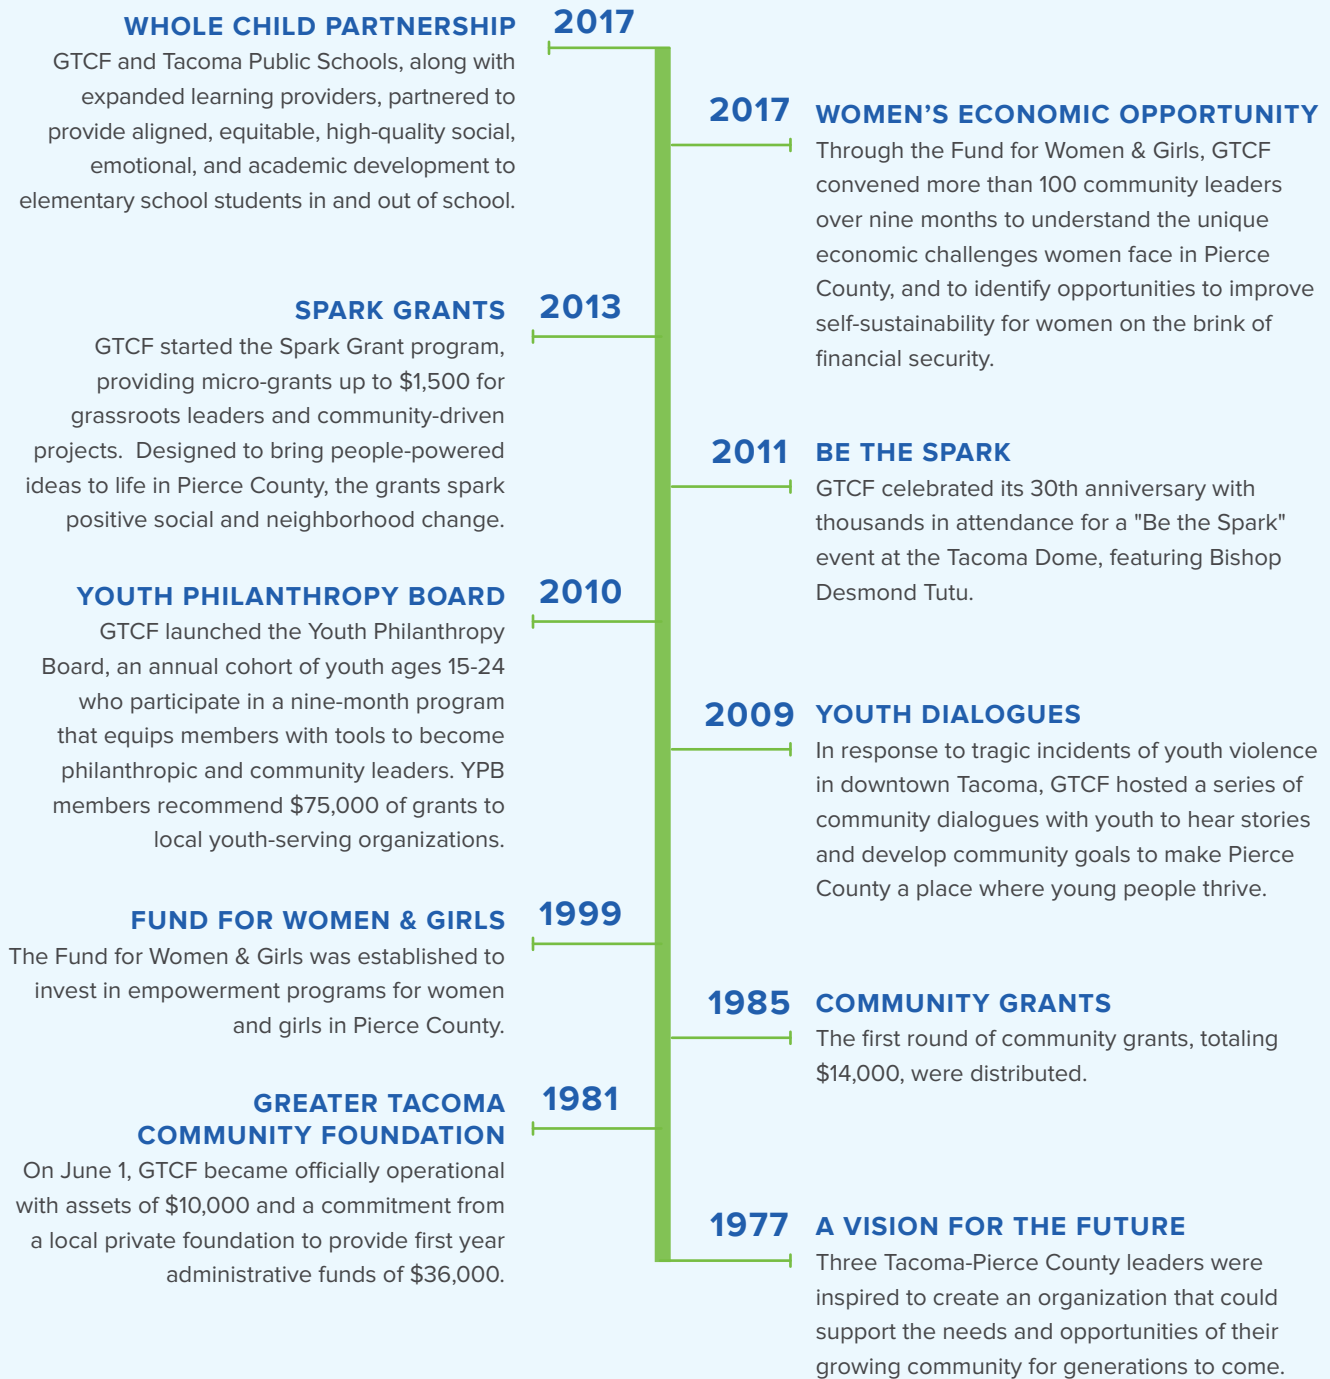 WHOLE CHILD PARTNERSHIP
2017
GTCF and Tacoma Public Schools, along with
expanded learning providers, partnered to
provide aligned, equitable, high-quality social,
emotional, and academic development to
elementary school students in and out of school.
2017
WOMEN’S ECONOMIC OPPORTUNITY
Through the Fund for Women & Girls, GTCF
convened more than 100 community leaders
over nine months to understand the unique
economic challenges women face in Pierce
County, and to identify opportunities to improve
self-sustainability for women on the brink of
financial security.
SPARK GRANTS
2013
GTCF started the Spark Grant program,
providing micro-grants up to $1,500 for
grassroots leaders and community-driven
projects.  Designed to bring people-powered
ideas to life in Pierce County, the grants spark
positive social and neighborhood change.
2011
BE THE SPARK
GTCF celebrated its 30th anniversary with
thousands in attendance for a "Be the Spark"
event at the Tacoma Dome, featuring Bishop
Desmond Tutu.
YOUTH PHILANTHROPY BOARD
2010
GTCF launched the Youth Philanthropy
Board, an annual cohort of youth ages 15-24
who participate in a nine-month program
that equips members with tools to become
philanthropic and community leaders. YPB
members recommend $75,000 of grants to
local youth-serving organizations.
2009
YOUTH DIALOGUES
In response to tragic incidents of youth violence
in downtown Tacoma, GTCF hosted a series of
community dialogues with youth to hear stories
and develop community goals to make Pierce
County a place where young people thrive.
FUND FOR WOMEN & GIRLS
1999
The Fund for Women & Girls was established to
invest in empowerment programs for women
and girls in Pierce County.
1985
COMMUNITY GRANTS
The first round of community grants, totaling
$14,000, were distributed.
GREATER TACOMA
COMMUNITY FOUNDATION
1981
On June 1, GTCF became officially operational
with assets of $10,000 and a commitment from
a local private foundation to provide first year
administrative funds of $36,000.
1977
A VISION FOR THE FUTURE
Three Tacoma-Pierce County leaders were
inspired to create an organization that could
support the needs and opportunities of their
growing community for generations to come.